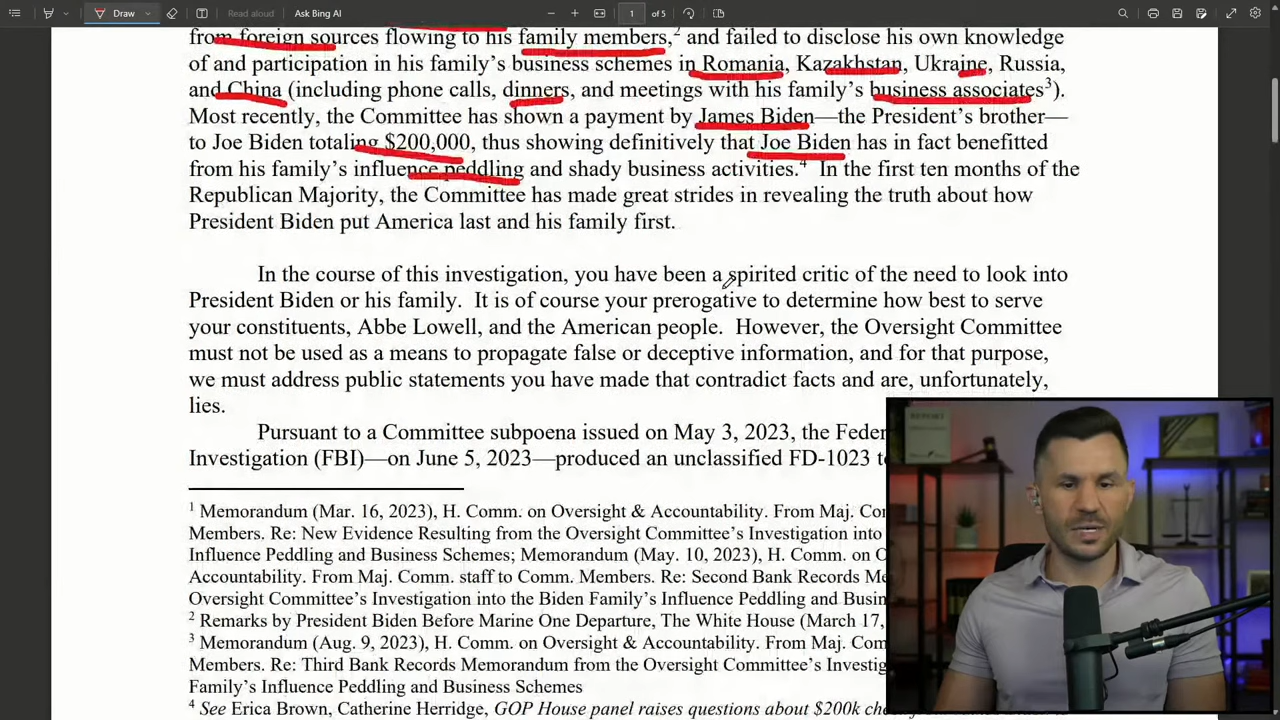 Draw
Read aloud
Ask Bing AI
1 of 5
from foreign sources flowing to his family members,2 and failed to disclose his own knowledge
of and participation in his family's business schemes in Romania, Kazakhstan, Ukraine, Russia,
and China (including phone calls, dinners, and meetings with his family's business associates3).
Most recently, the Committee has shown a payment by James Biden—the President's brother—
to Joe Biden totaling $200,000, thus showing definitively that Joe Biden has in fact benefitted
from his family's influence peddling and shady business activities.4 In the first ten months of the
Republican Majority, the Committee has made great strides in revealing the truth about how
President Biden put America last and his family first.
In the course of this investigation, you have been a spirited critic of the need to look into
President Biden or his family. It is of course your prerogative to determine how best to serve
your constituents, Abbe Lowell, and the American people. However, the Oversight Committee
must not be used as a means to propagate false or deceptive information, and for that purpose,
we must address public statements you have made that contradict facts and are, unfortunately,
lies.
Pursuant to a Committee subpoena issued on May 3, 2023, the Feder
Investigation (FBI)—on June 5, 2023—produced an unclassified FD-1023 t
1 Memorandum (Mar. 16, 2023), H. Comm. on Oversight & Accountability. From Maj. Co
Members. Re: New Evidence Resulting from the Oversight Committee's Investigation into
Influence Peddling and Business Schemes; Memorandum (May. 10, 2023), H. Comm. on O
Accountability. From Maj. Comm. staff to Comm. Members. Re: Second Bank Records Me
Oversight Committee's Investigation into the Biden Family's Influence Peddling and Busin
2 Remarks by President Biden Before Marine One Departure, The White House (March 17,
3 Memorandum (Aug. 9, 2023), H. Comm. on Oversight & Accountability. From Maj. Com
Members. Re: Third Bank Records Memorandum from the Oversight Committee's Investig
Family's Influence Peddling and Business Schemes
4 See Erica Brown, Catherine Herridge, GOP House panel raises questions about $200k che